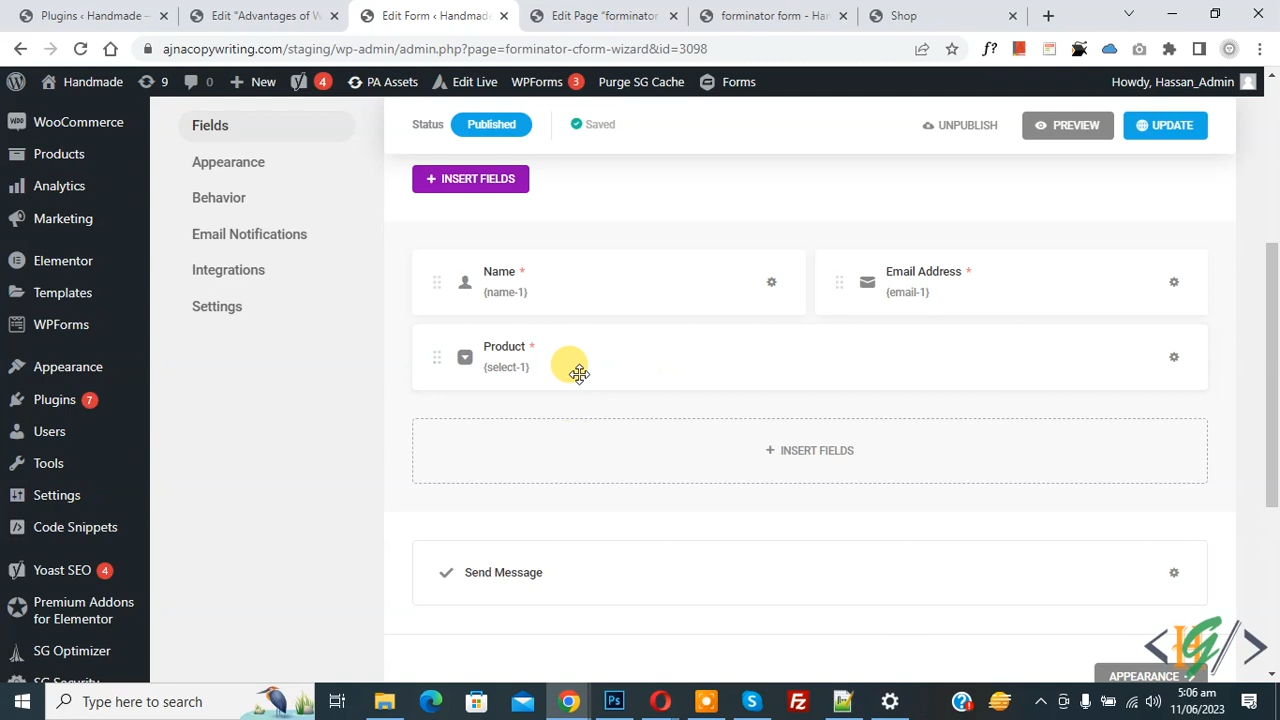 Plugins ‹ Handmade —
Edit "Advantages of W
Edit Form ‹ Handmade
Edit Page "forminator
forminator form - Har
Shop
ajnacopywriting.com/staging/wp-admin/admin.php?page=forminator-cform-wizard&id=3098
f?
Handmade
9
New
4
PA Assets
Edit Live
WPForms
3
Purge SG Cache
Forms
Howdy, Hassan_Admin
WooCommerce
Products
Analytics
Marketing
Elementor
Templates
WPForms
Appearance
Plugins
7
Users
Tools
Settings
Code Snippets
Yoast SEO
4
Premium Addons
for Elementor
SG Optimizer
SG Security
Fields
Appearance
Behavior
Email Notifications
Integrations
Settings
Status
Published
Saved
UNPUBLISH
PREVIEW
UPDATE
+ INSERT FIELDS
Name *
{name-1}
Email Address *
{email-1}
Product *
{select-1}
+ INSERT FIELDS
Send Message
APPEARANCE
Type here to search
Ps
5:06 am
11/06/2023